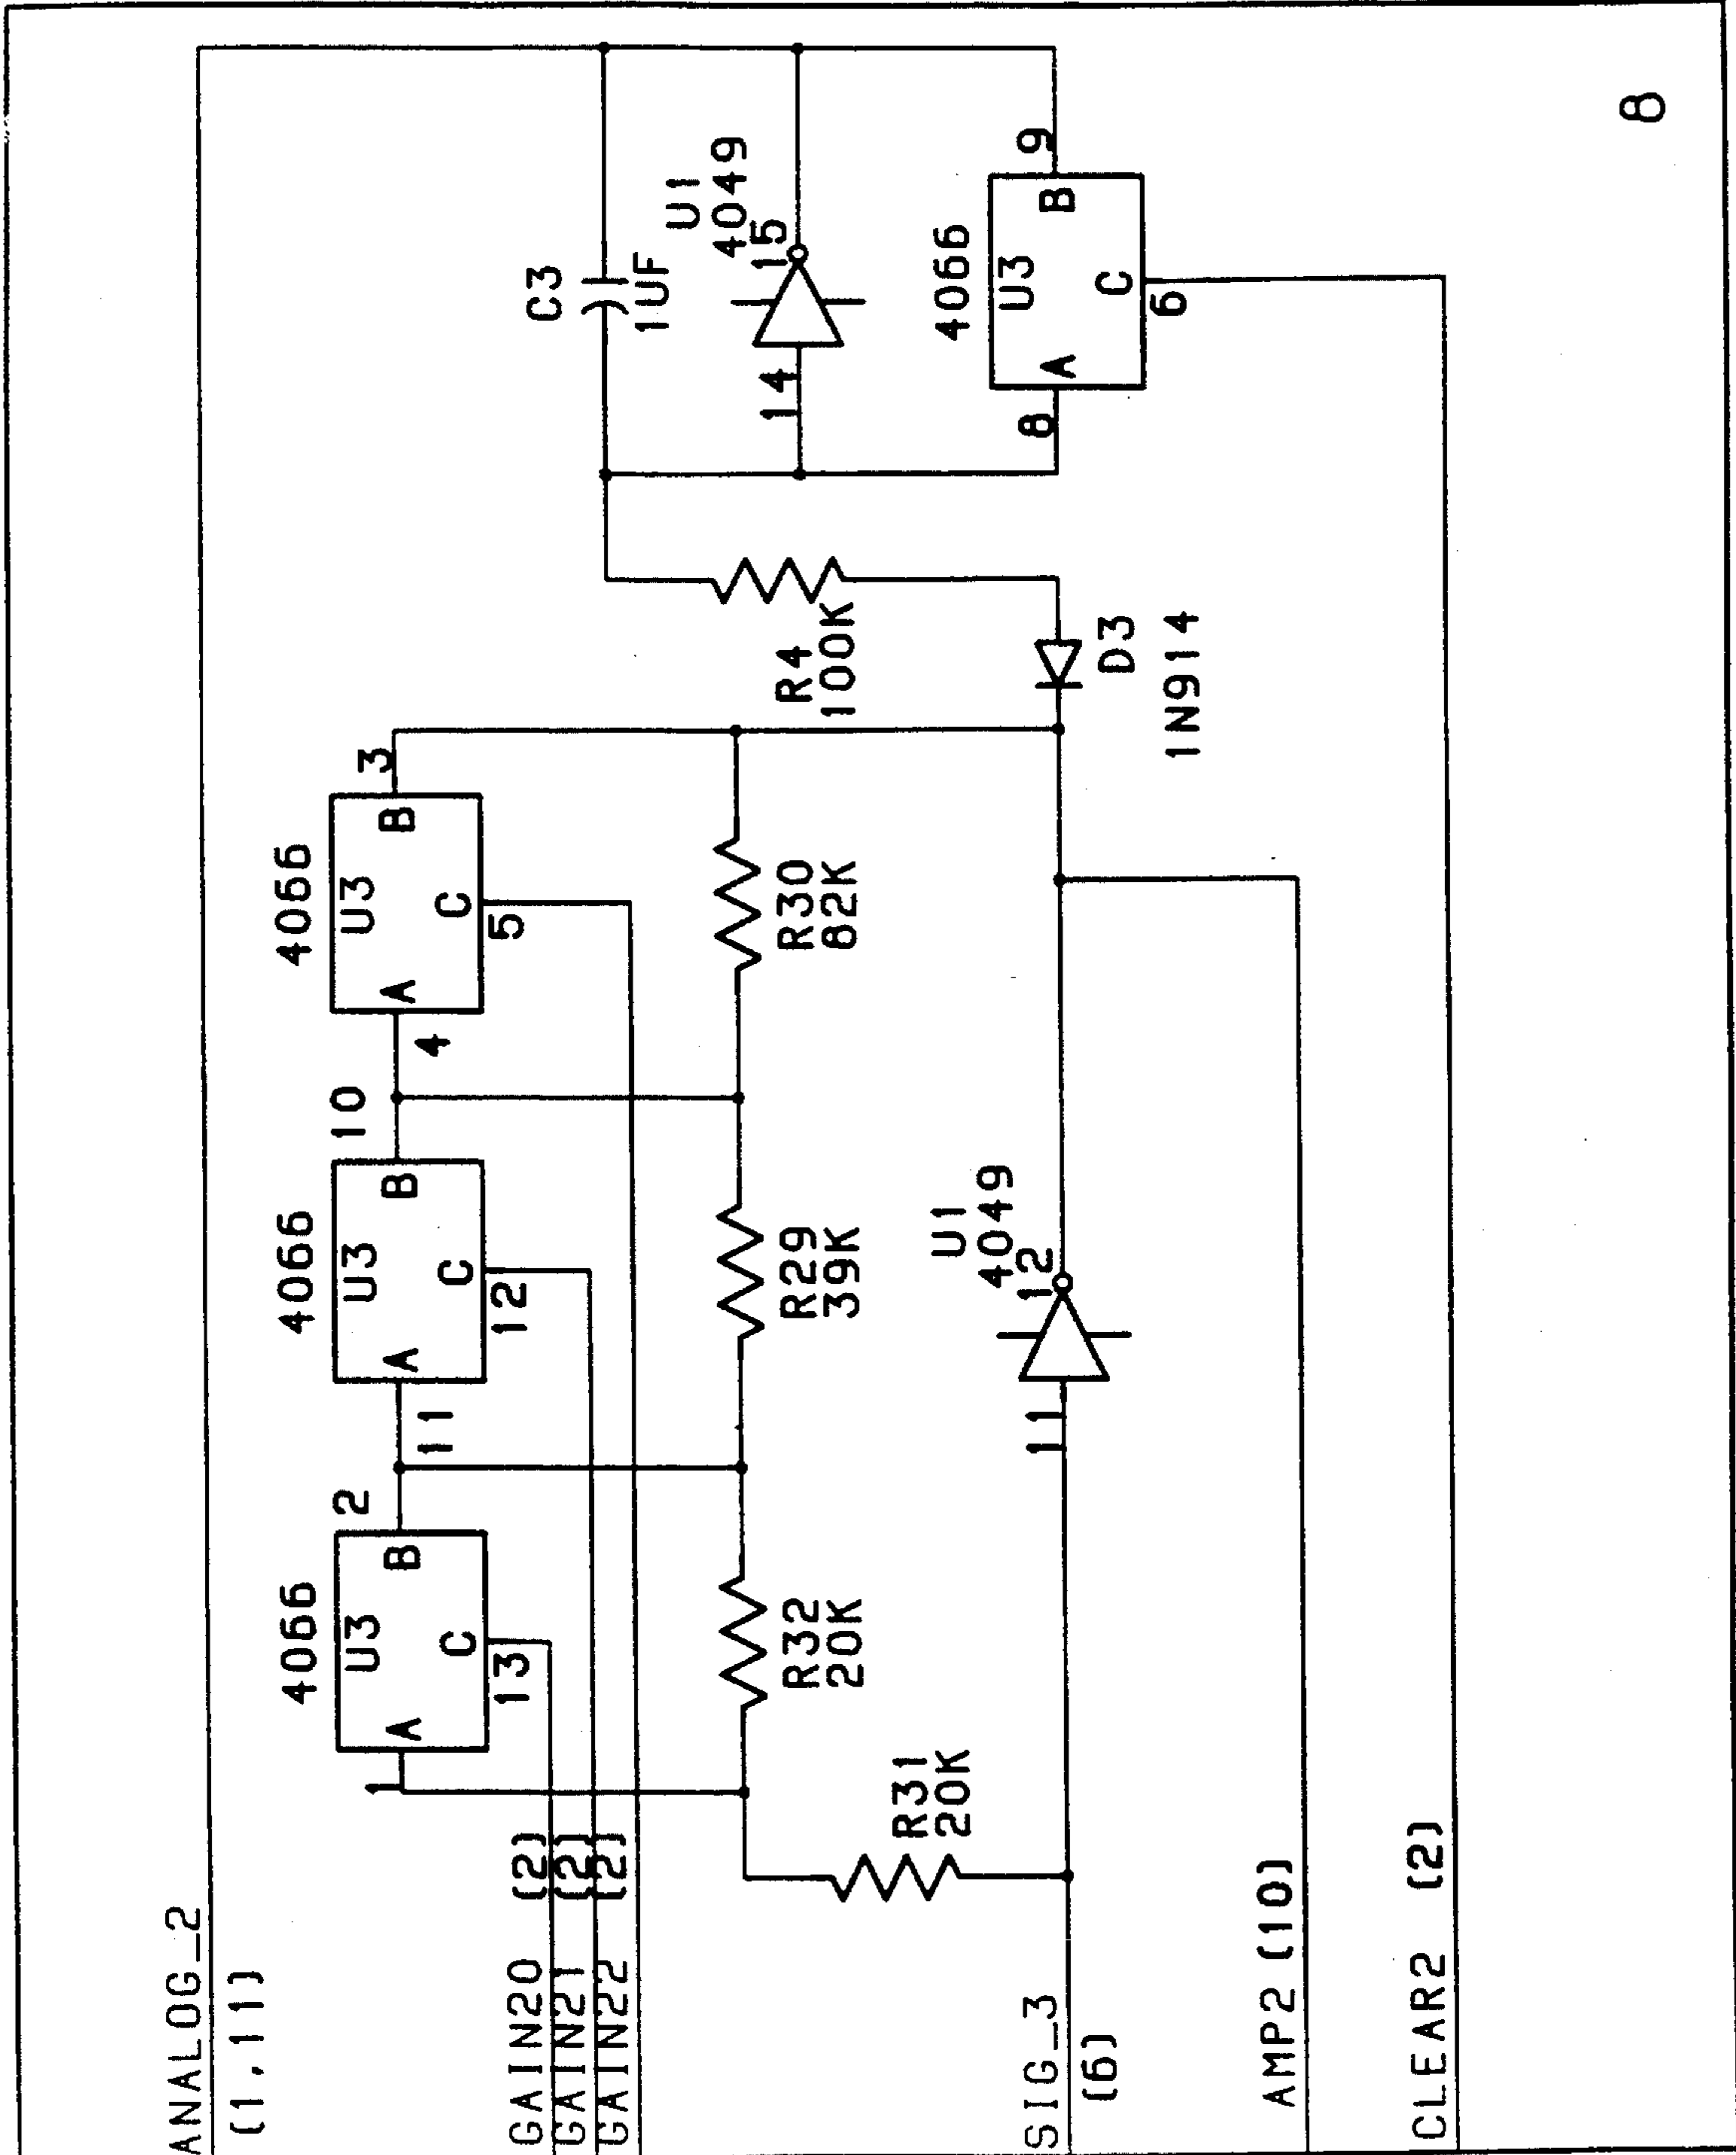 ANALOG_2
(1,11)
4066
U3
A
B
C
1
2
13
4066
U3
A
B
C
11
10
12
4066
U3
A
B
C
4
3
5
GAIN20 (2)
GAIN21 (2)
GAIN22 (2)
R32
20K
R29
39K
R30
82K
R31
20K
R4
100K
C3
1UF
U1
4049
14
15
4066
U3
A
B
C
8
9
6
U1
4049
11
12
D3
1N914
SIG_3
(6)
AMP2 (10)
CLEAR2 (2)
8